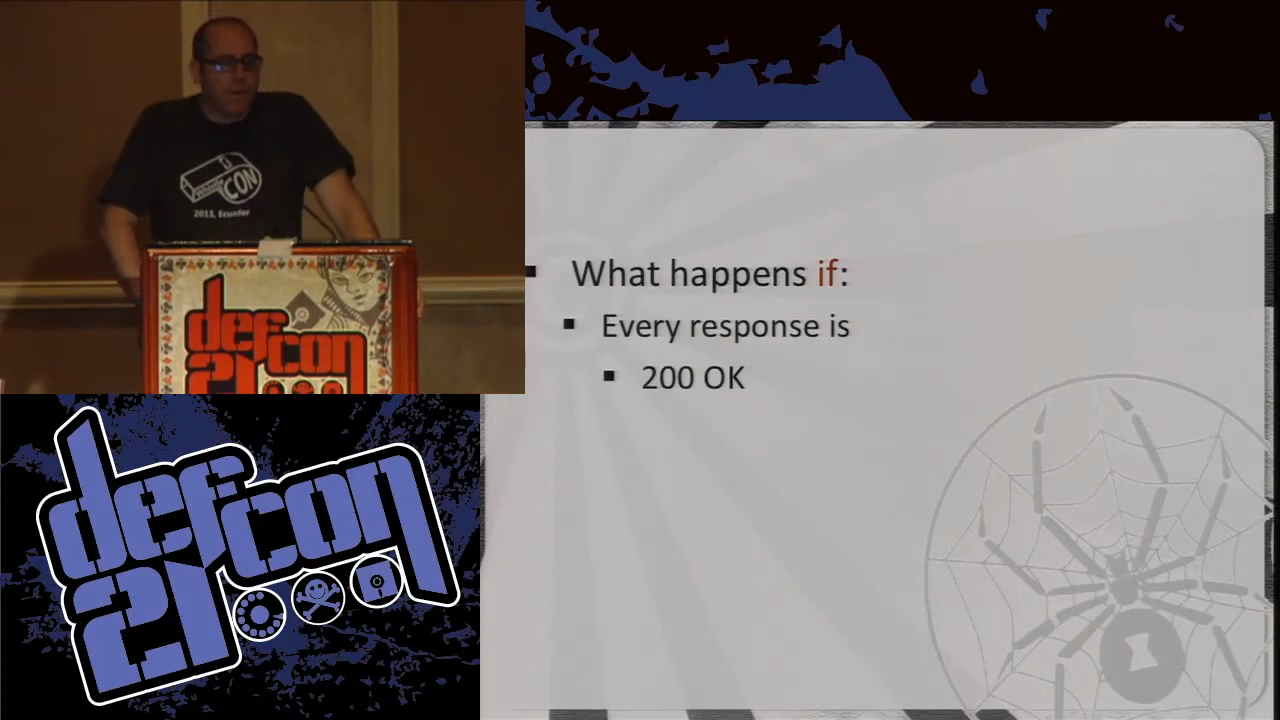 CON
2013, Ecuador
defcon
21
What happens if:
Every response is
200 OK
defcon
21